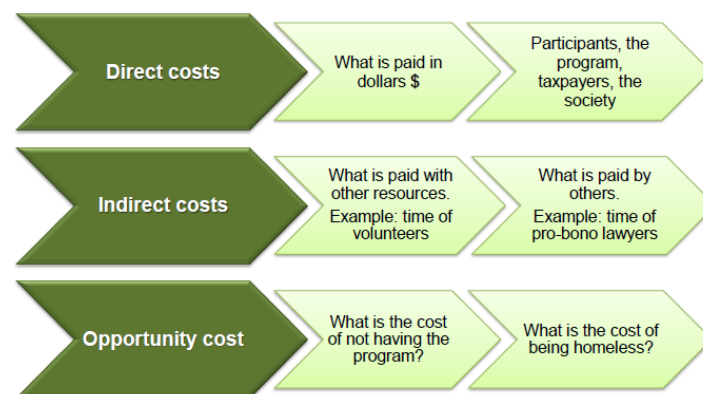 Direct costs
What is paid in
dollars $
Participants, the
program,
taxpayers, the
society
Indirect costs
What is paid with
other resources.
Example: time of
volunteers
What is paid by
others.
Example: time of
pro-bono lawyers
Opportunity cost
What is the cost
of not having the
program?
What is the cost of
being homeless?